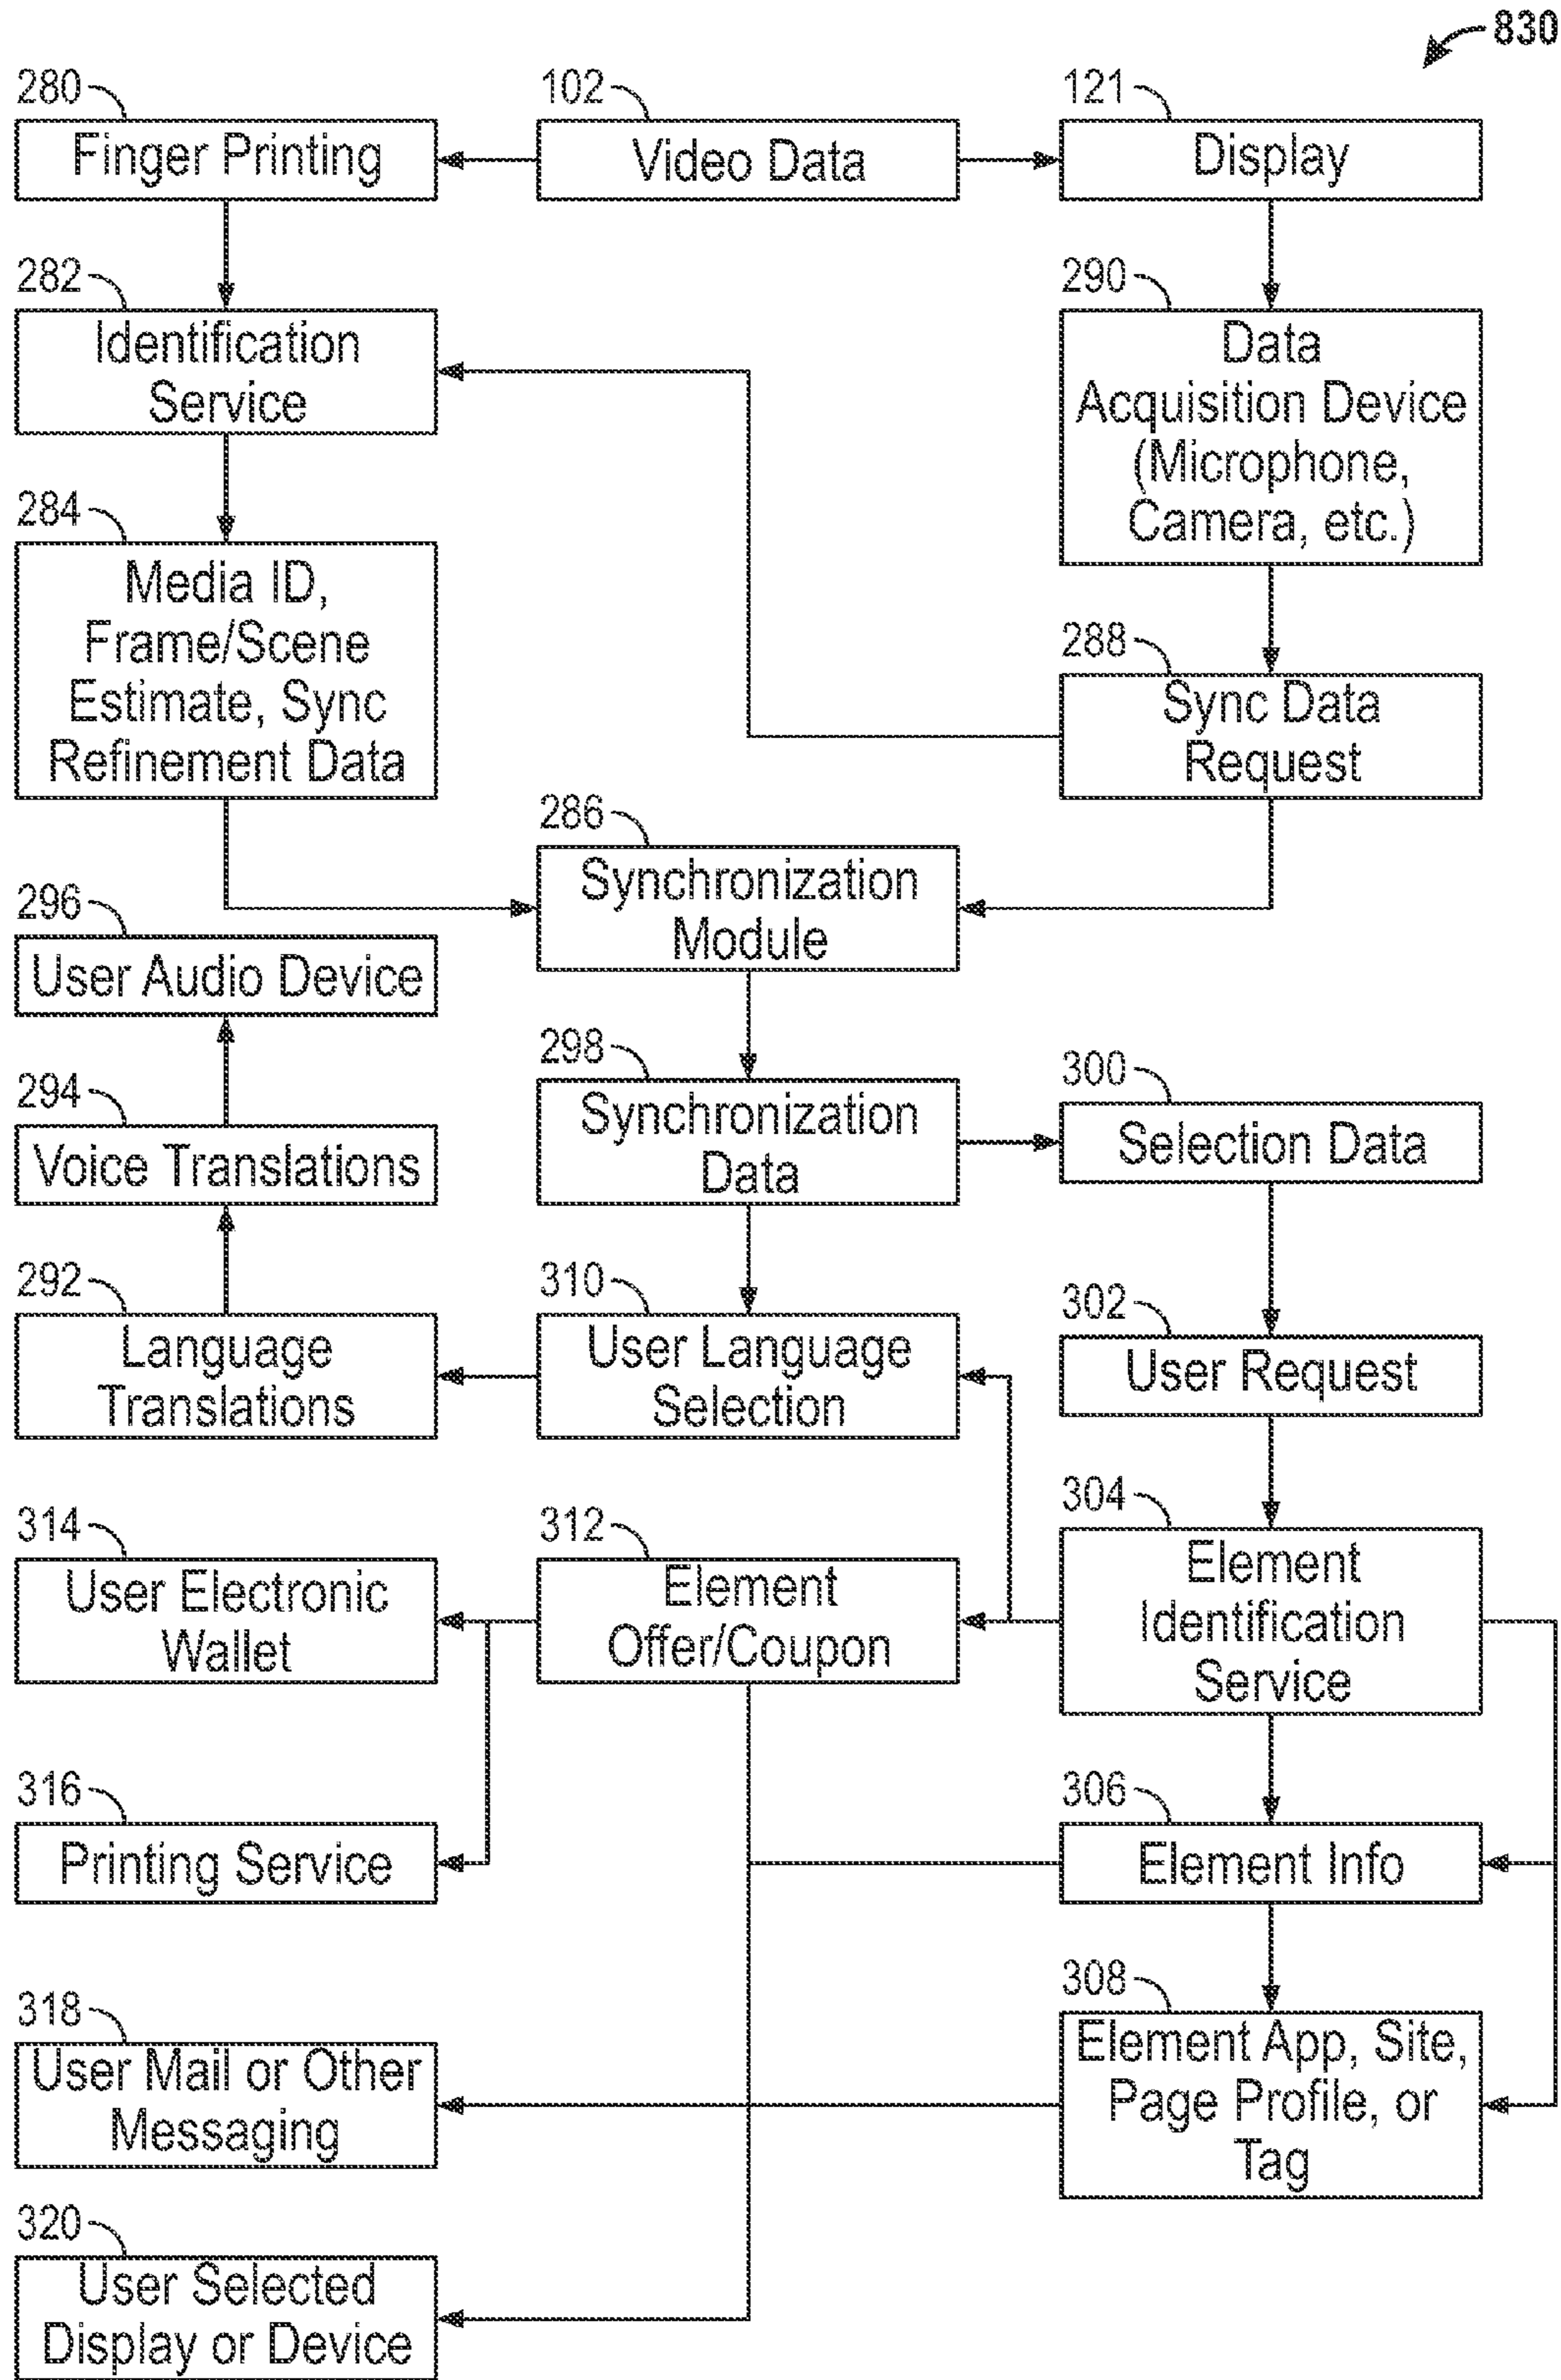 830
280
102
121
Finger Printing
Video Data
Display
282
290
Identification
Service
Data
Acquisition Device
(Microphone,
Camera, etc.)
284
Media ID,
Frame/Scene
Estimate, Sync
Refinement Data
288
Sync Data
Request
286
Synchronization
Module
296
User Audio Device
298
Synchronization
Data
300
Selection Data
294
Voice Translations
292
Language
Translations
310
User Language
Selection
302
User Request
304
Element
Identification
Service
314
User Electronic
Wallet
312
Element
Offer/Coupon
316
Printing Service
306
Element Info
308
Element App, Site,
Page Profile, or
Tag
318
User Mail or Other
Messaging
320
User Selected
Display or Device